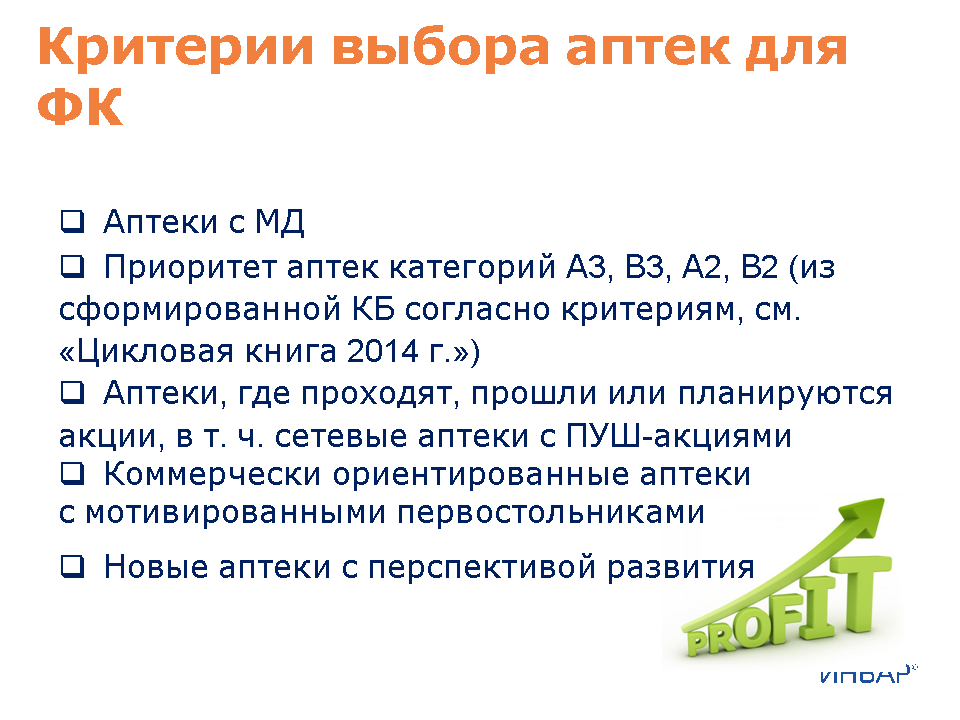 Критерии выбора аптек для
ФК
❑ Аптеки с МД
❑ Приоритет аптек категорий А3, В3, А2, В2 (из
сформированной КБ согласно критериям, см.
«Цикловая книга 2014 г.»)
❑ Аптеки, где проходят, прошли или планируются
акции, в т. ч. сетевые аптеки с ПУШ-акциями
❑ Коммерчески ориентированные аптеки
с мотивированными первостольниками
❑ Новые аптеки с перспективой развития
PROFIT
ИНВАР®